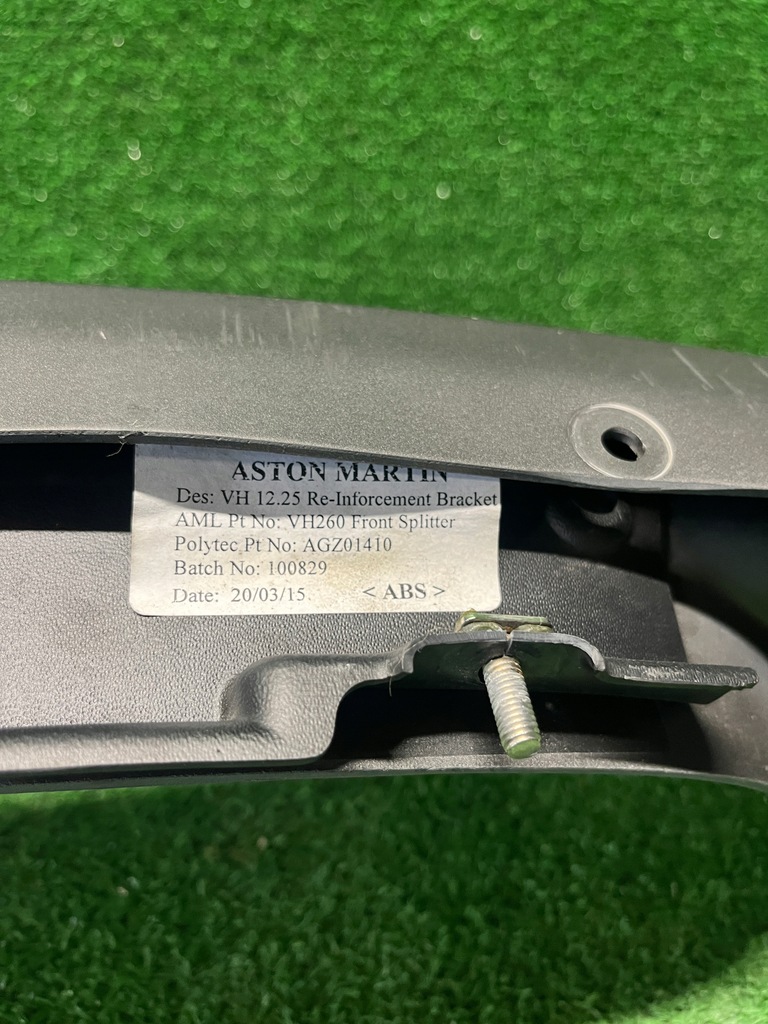 ASTON MARTIN
Des: VH 12.25 Re-Inforcement Bracket
AML Pt No: VH260 Front Splitter
Polytec Pt No: AGZ01410
Batch No: 100829
Date: 20/03/15. < ABS >